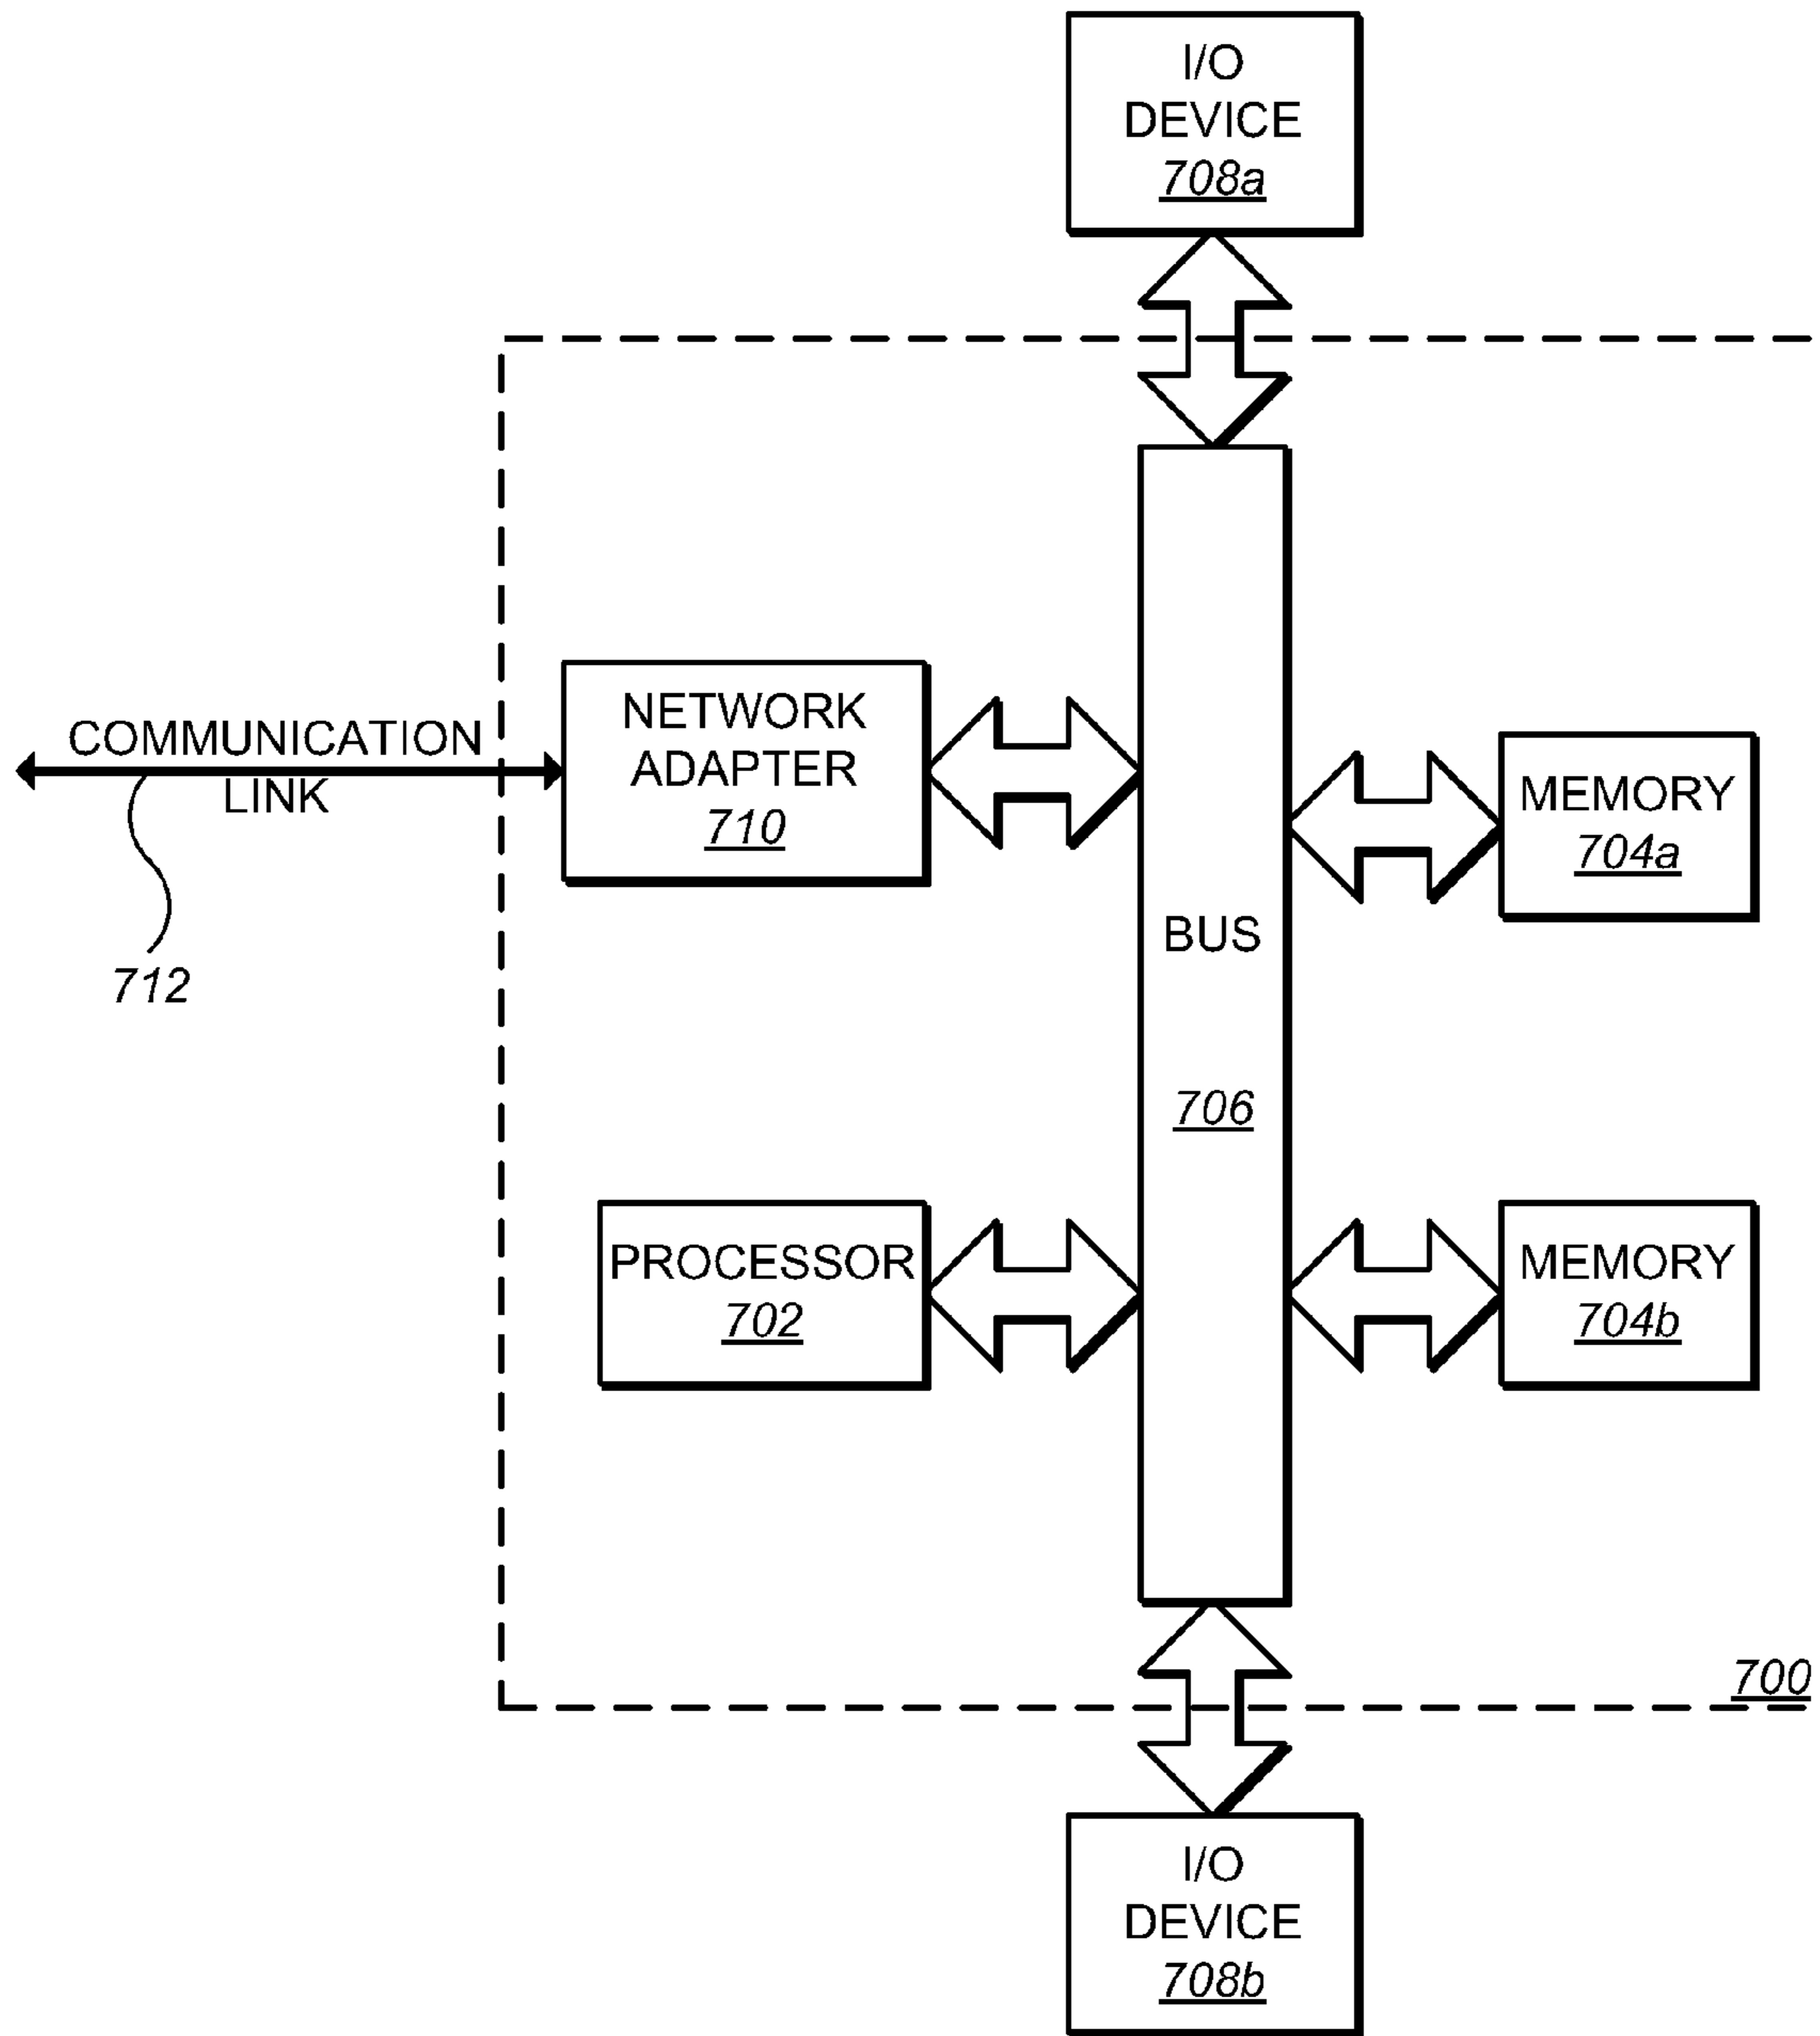 I/O
DEVICE
708a
NETWORK
ADAPTER
710
COMMUNICATION
LINK
712
MEMORY
704a
BUS
706
PROCESSOR
702
MEMORY
704b
700
I/O
DEVICE
708b